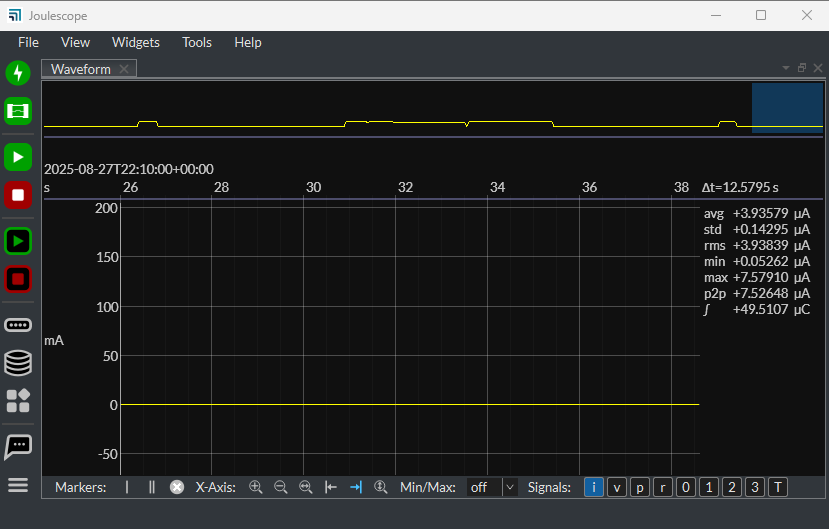 Joulescope
File View Widgets Tools Help
Waveform
2025-08-27T22:10:00+00:00
s 26 28 30 32 34 36 38 Δt=12.5795 s
200
150
100
mA
50
0
-50
avg +3.93579 µA
std +0.14295 µA
rms +3.93839 µA
min +0.05262 µA
max +7.57910 µA
p2p +7.52648 µA
∫ +49.5107 µC
Markers: X-Axis: Min/Max: off Signals: i v p r 0 1 2 3 T